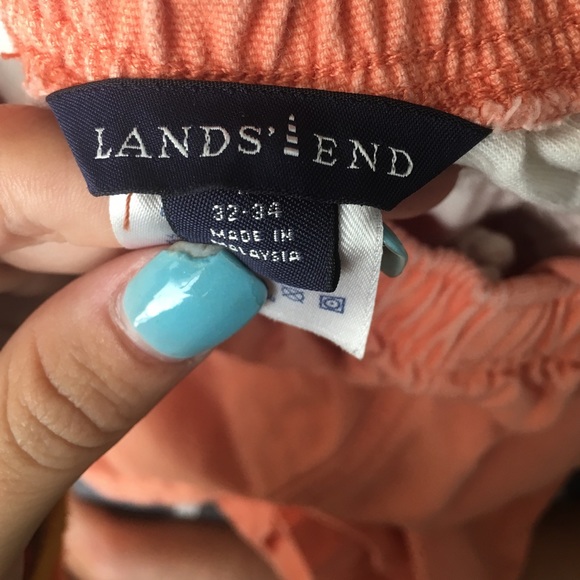 LANDS' END
32-34
MADE IN
MALAYSIA